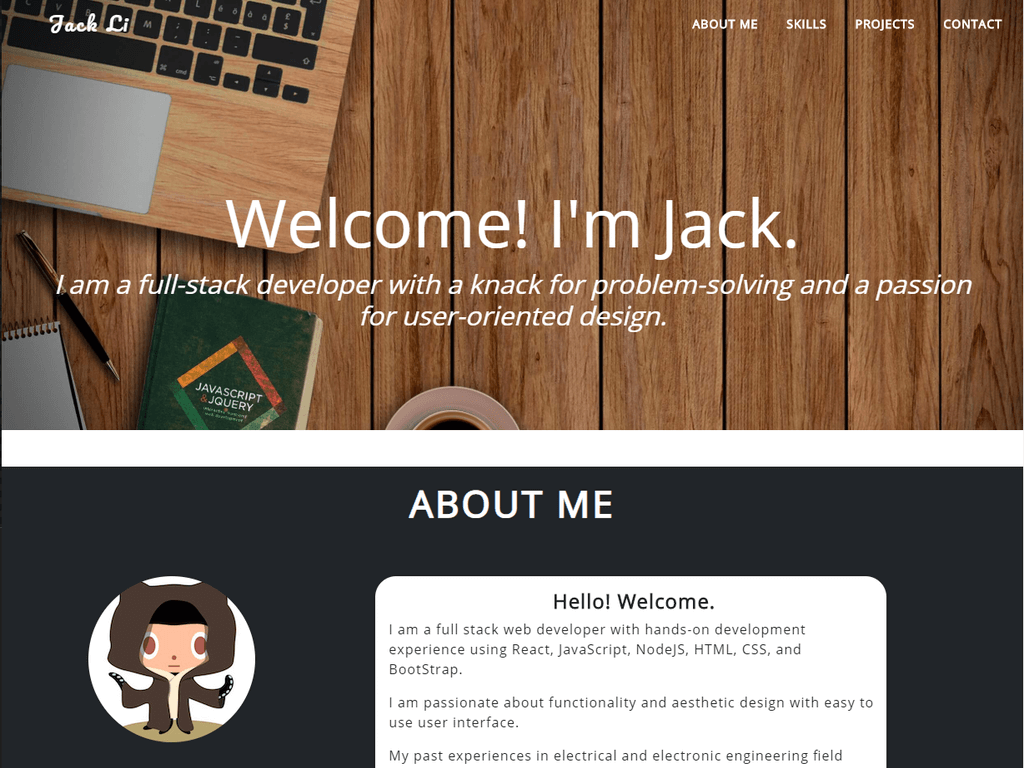 Jack Li
ABOUT ME SKILLS PROJECTS CONTACT
Welcome! I'm Jack.
I am a full-stack developer with a knack for problem-solving and a passion
for user-oriented design.
JAVASCRIPT
& JQUERY
ABOUT ME
Hello! Welcome.
I am a full stack web developer with hands-on development
experience using React, JavaScript, NodeJS, HTML, CSS, and
BootStrap.
I am passionate about functionality and aesthetic design with easy to
use user interface.
My past experiences in electrical and electronic engineering field